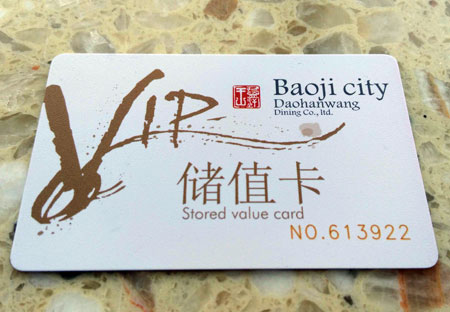 VIP
Baoji city
Daohanwang
Dining Co., ltd.
储值卡
Stored value card
NO.613922